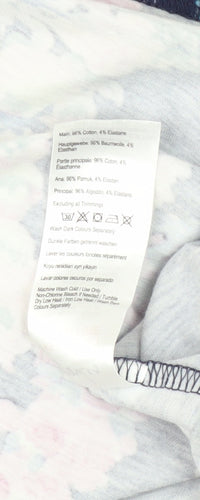 Main: 96% Cotton, 4% Elastane
Hauptgewebe: 96% Baumwolle, 4%
Elasthan
Partie principale: 96% Coton, 4%
Élasthanne
Ana: 96% Pamuk, 4% Elastan
Principal: 96% Algodón, 4% Elastano
Excluding all Trimmings
Wash Dark Colours Separately
Dunkle Farben getrennt waschen
Laver les couleurs foncées séparément
Koyu renkleri ayrı yıkayın
Lavar colores oscuros por separado
Machine Wash Cold / Use Only
Non-Chlorine Bleach if Needed / Tumble
Dry Low Heat / Iron Low Heat / Wash Dark
Colours Separately